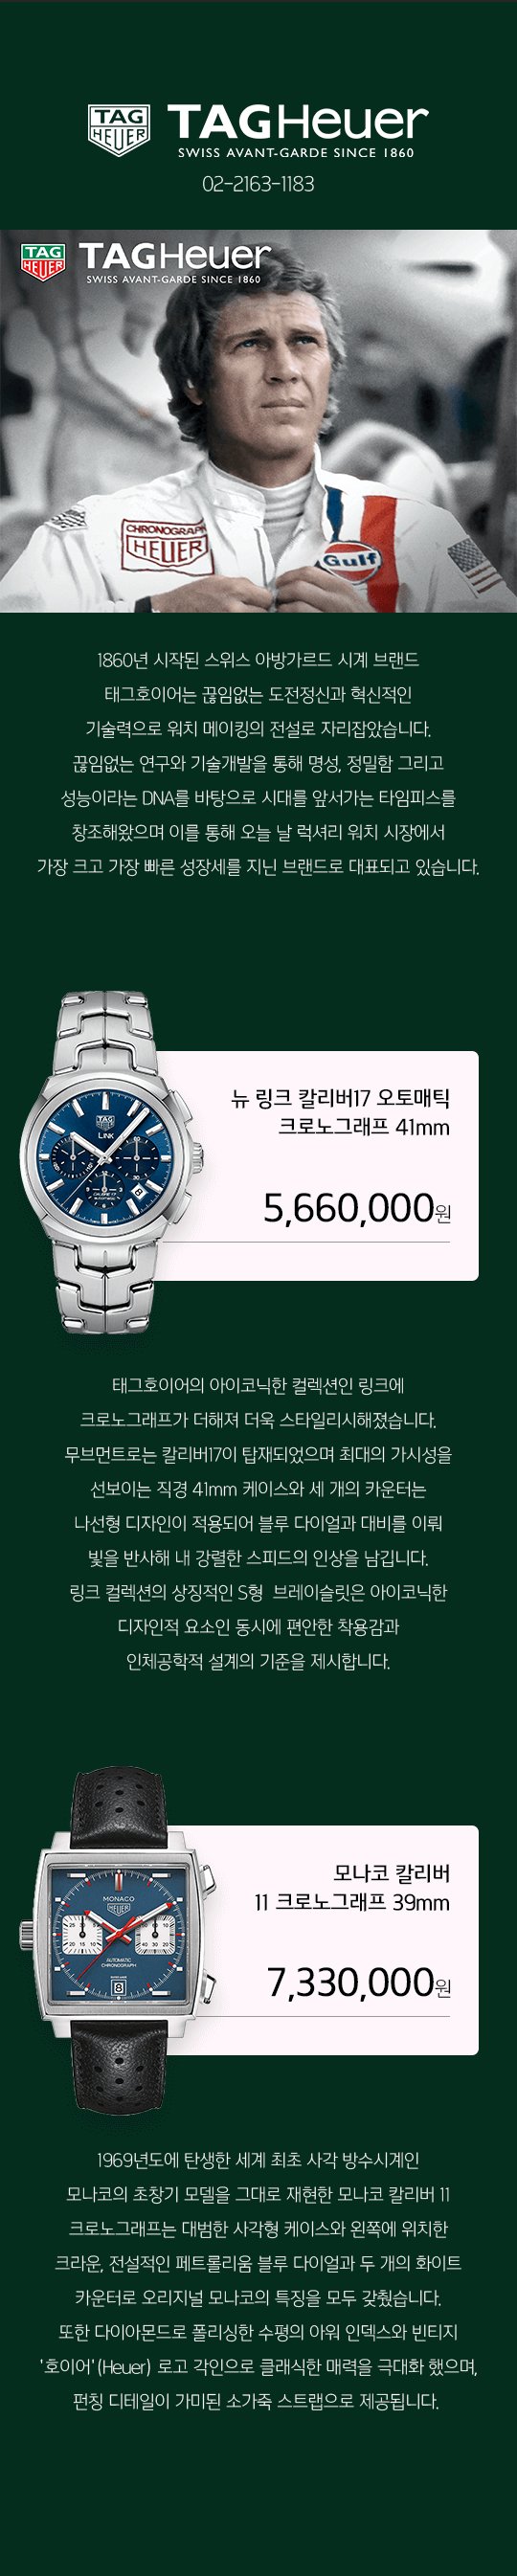 TAG
HEUER
TAGHeuer
SWISS AVANT-GARDE SINCE 1860
02-2163-1183
TAG
HEUER
TAGHeuer
SWISS AVANT-GARDE SINCE 1860
CHRONOGRAPH
HEUER
Gulf
1860년 시작된 스위스 아방가르드 시계 브랜드
태그호이어는 끊임없는 도전정신과 혁신적인
기술력으로 워치 메이킹의 전설로 자리잡았습니다.
끊임없는 연구와 기술개발을 통해 명성, 정밀함 그리고
성능이라는 DNA를 바탕으로 시대를 앞서가는 타임피스를
창조해왔으며 이를 통해 오늘 날 럭셔리 워치 시장에서
가장 크고 가장 빠른 성장세를 지닌 브랜드로 대표되고 있습니다.
TAG
HEUER
LINK
CALIBRE 17
뉴 링크 칼리버17 오토매틱
크로노그래프 41mm
5,660,000원
태그호이어의 아이코닉한 컬렉션인 링크에
크로노그래프가 더해져 더욱 스타일리시해졌습니다.
무브먼트로는 칼리버17이 탑재되었으며 최대의 가시성을
선보이는 직경 41mm 케이스와 세 개의 카운터는
나선형 디자인이 적용되어 블루 다이얼과 대비를 이뤄
빛을 반사해 내 강렬한 스피드의 인상을 남깁니다.
링크 컬렉션의 상징적인 S형  브레이슬릿은 아이코닉한
디자인적 요소인 동시에 편안한 착용감과
인체공학적 설계의 기준을 제시합니다.
MONACO
HEUER
AUTOMATIC
CHRONOGRAPH
모나코 칼리버
11 크로노그래프 39mm
7,330,000원
1969년도에 탄생한 세계 최초 사각 방수시계인
모나코의 초창기 모델을 그대로 재현한 모나코 칼리버 11
크로노그래프는 대범한 사각형 케이스와 왼쪽에 위치한
크라운, 전설적인 페트롤리움 블루 다이얼과 두 개의 화이트
카운터로 오리지널 모나코의 특징을 모두 갖췄습니다.
또한 다이아몬드로 폴리싱한 수평의 아워 인덱스와 빈티지
'호이어'(Heuer) 로고 각인으로 클래식한 매력을 극대화 했으며,
펀칭 디테일이 가미된 소가죽 스트랩으로 제공됩니다.